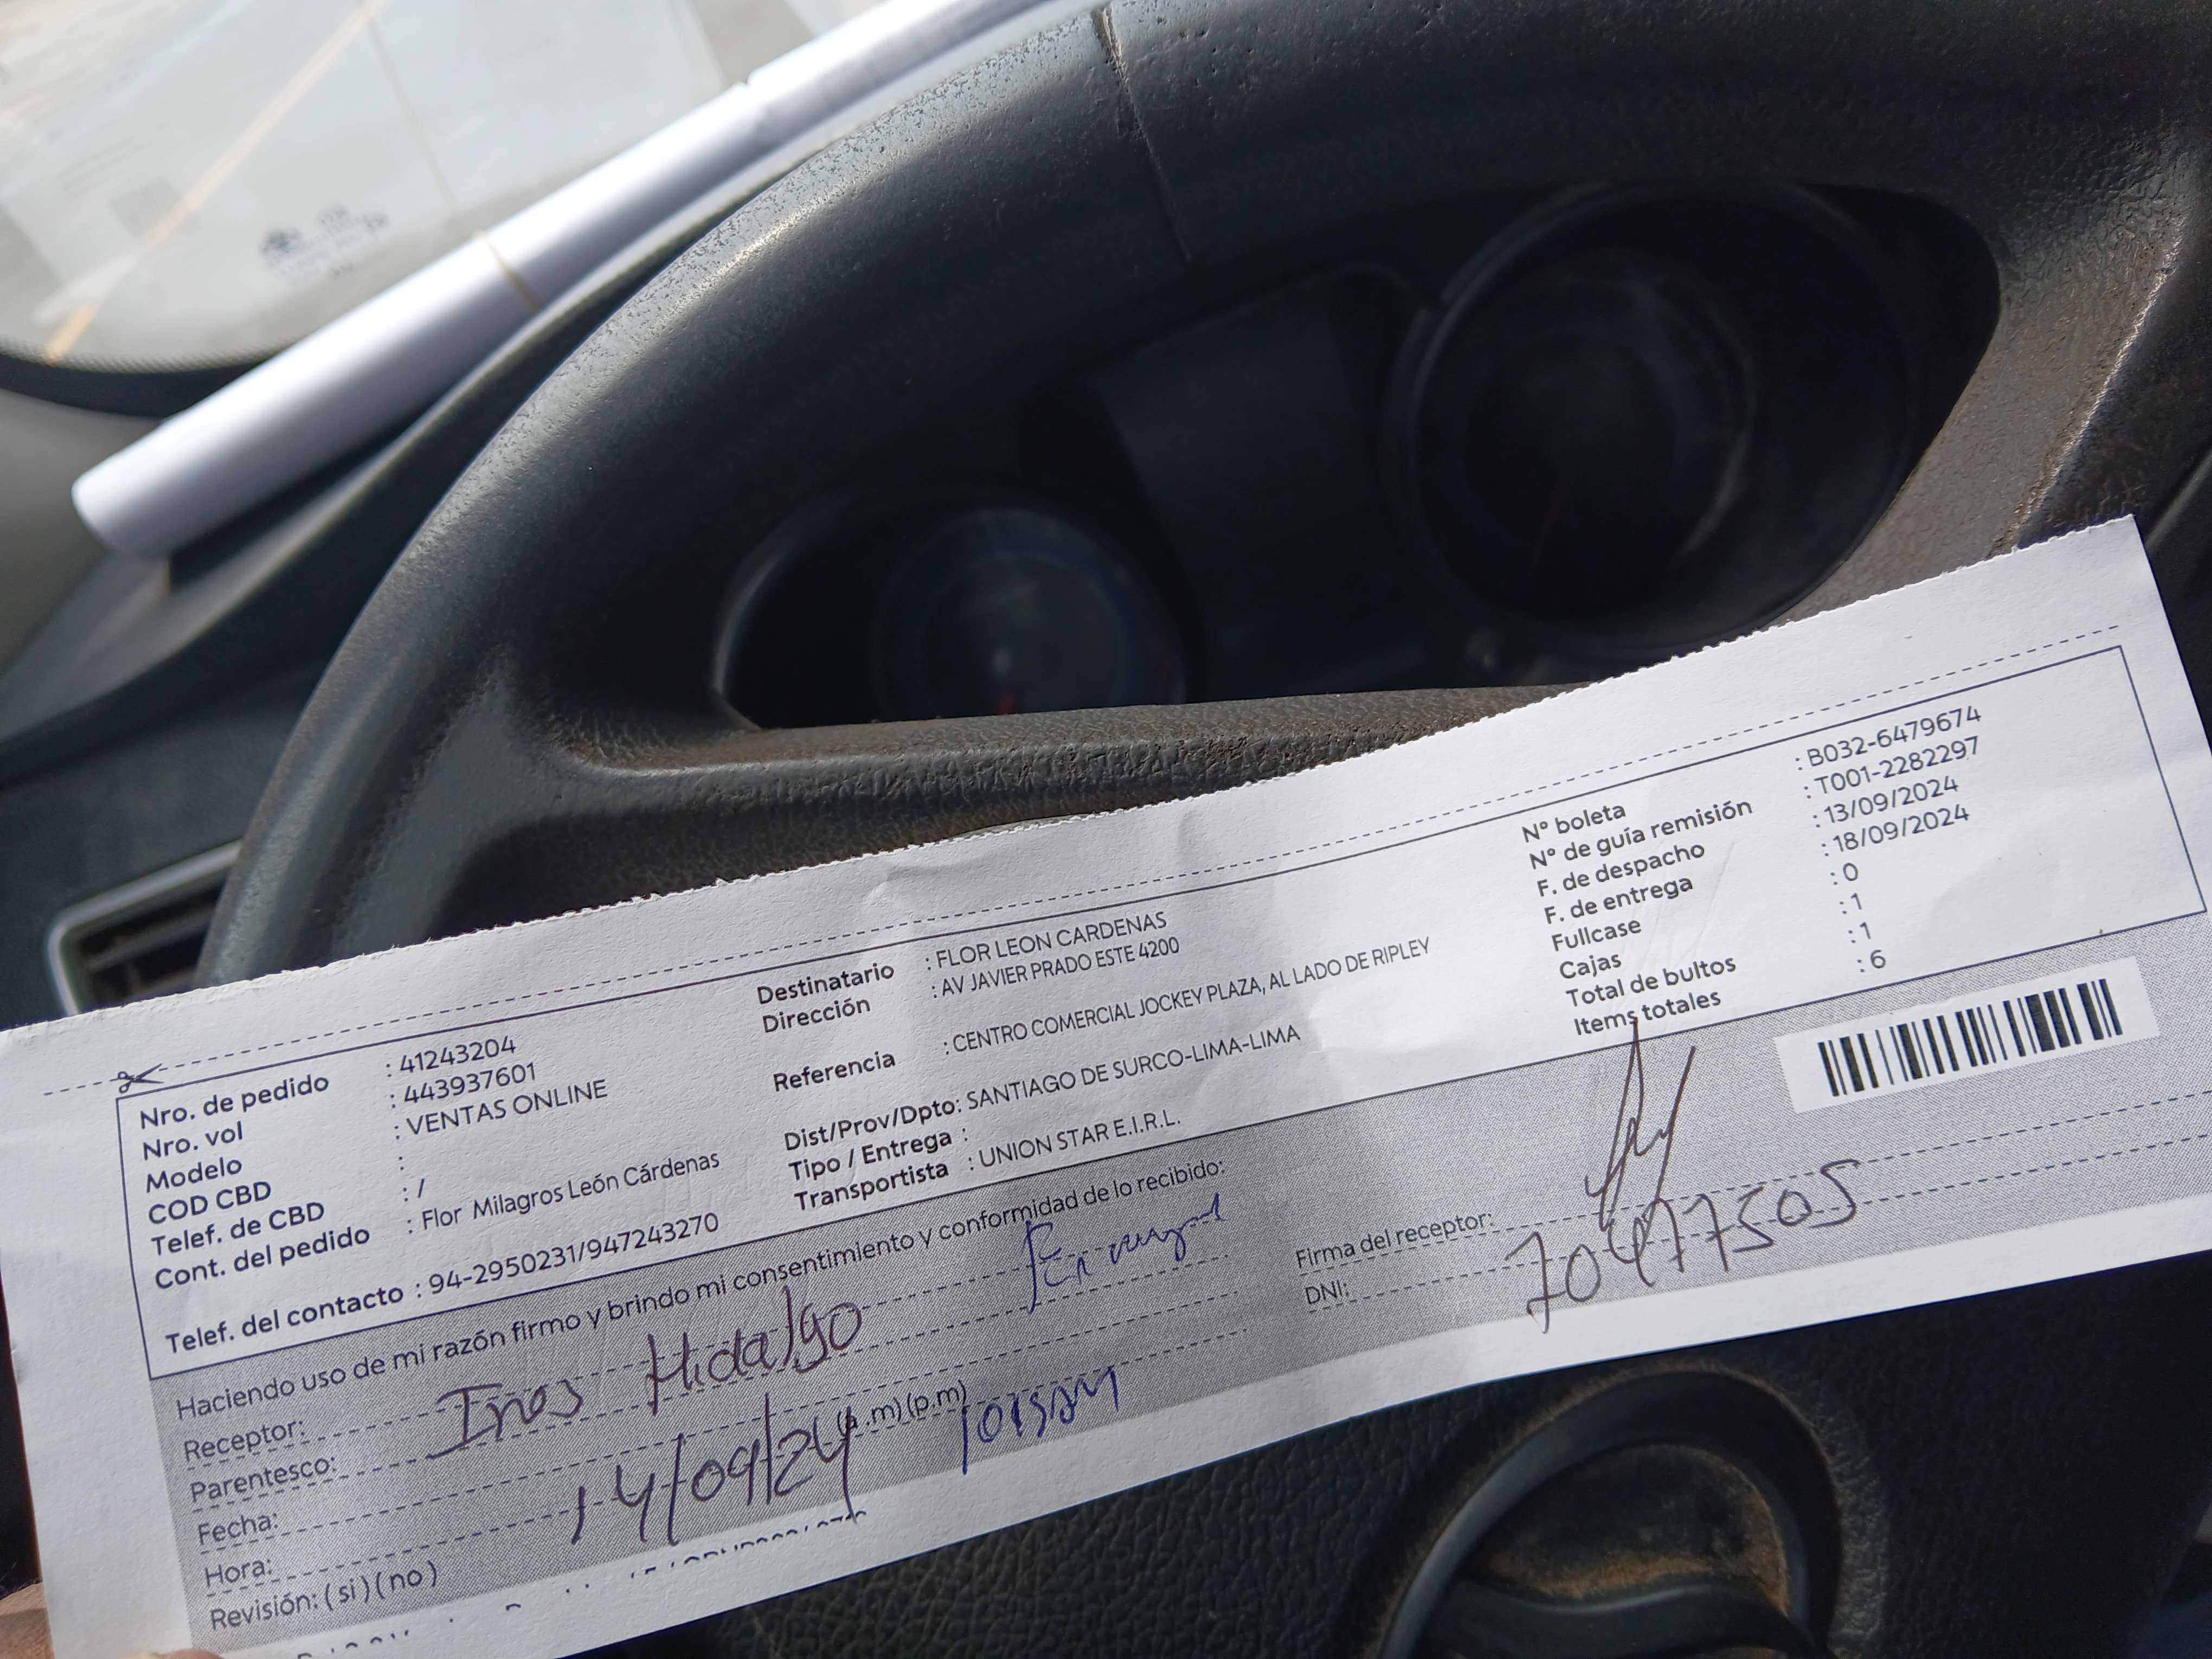 Nro. de pedido : 41243204
Nro. vol : 443937601
Modelo : VENTAS ONLINE
COD CBD :
Telef. de CBD : /
Cont. del pedido : Flor Milagros León Cárdenas
Telef. del contacto : 94-2950231/947243270
Destinatario : FLOR LEON CARDENAS
Dirección : AV JAVIER PRADO ESTE 4200
Referencia : CENTRO COMERCIAL JOCKEY PLAZA, AL LADO DE RIPLEY
Dist/Prov/Dpto: SANTIAGO DE SURCO-LIMA-LIMA
Tipo / Entrega :
Transportista : UNION STAR E.I.R.L.
N° boleta : B032-6479674
N° de guía remisión : T001-2282297
F. de despacho : 13/09/2024
F. de entrega : 18/09/2024
Fullcase : 0
Cajas : 1
Total de bultos : 1
Items totales : 6
Haciendo uso de mi razón firmo y brindo mi consentimiento y conformidad de lo recibido:
Receptor: Hidalgo
Parentesco:
Fecha: 14/09/24
Hora: (a.m)(p.m)
Revisión: (si)(no)
Firma del receptor:
DNI: 70477505